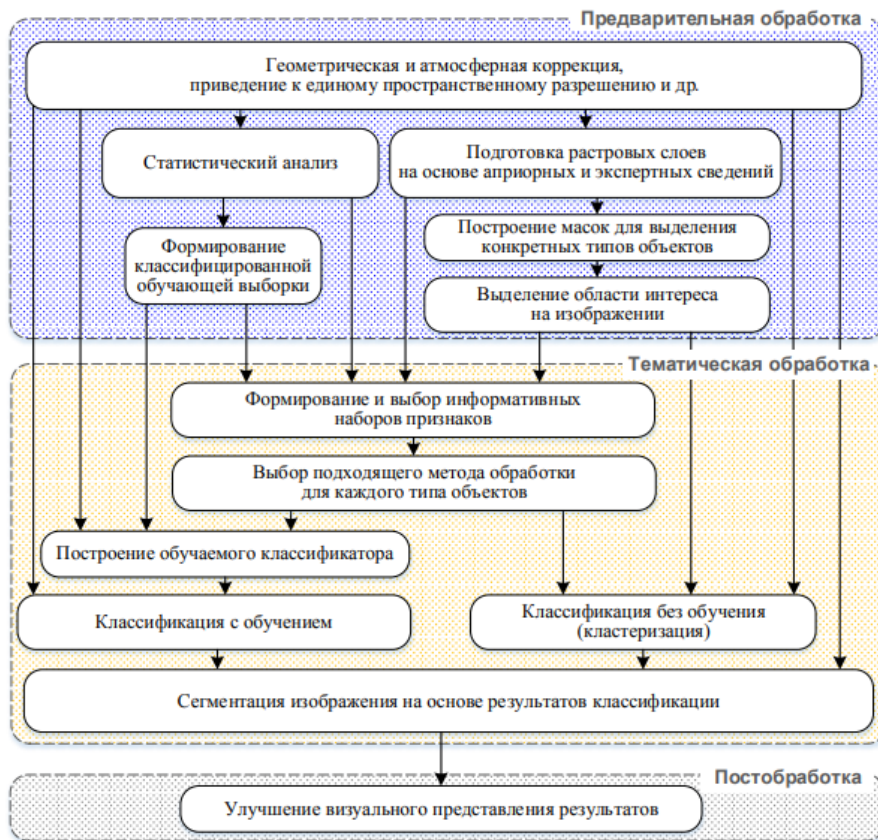 Предварительная обработка
Геометрическая и атмосферная коррекция,
приведение к единому пространственному разрешению и др.
Статистический анализ
Подготовка растровых слоев
на основе априорных и экспертных сведений
Формирование
классифицированной
обучающей выборки
Построение масок для выделения
конкретных типов объектов
Выделение области интереса
на изображении
Тематическая обработка
Формирование и выбор информативных
наборов признаков
Выбор подходящего метода обработки
для каждого типа объектов
Построение обучаемого классификатора
Классификация с обучением
Классификация без обучения
(кластеризация)
Сегментация изображения на основе результатов классификации
Постобработка
Улучшение визуального представления результатов